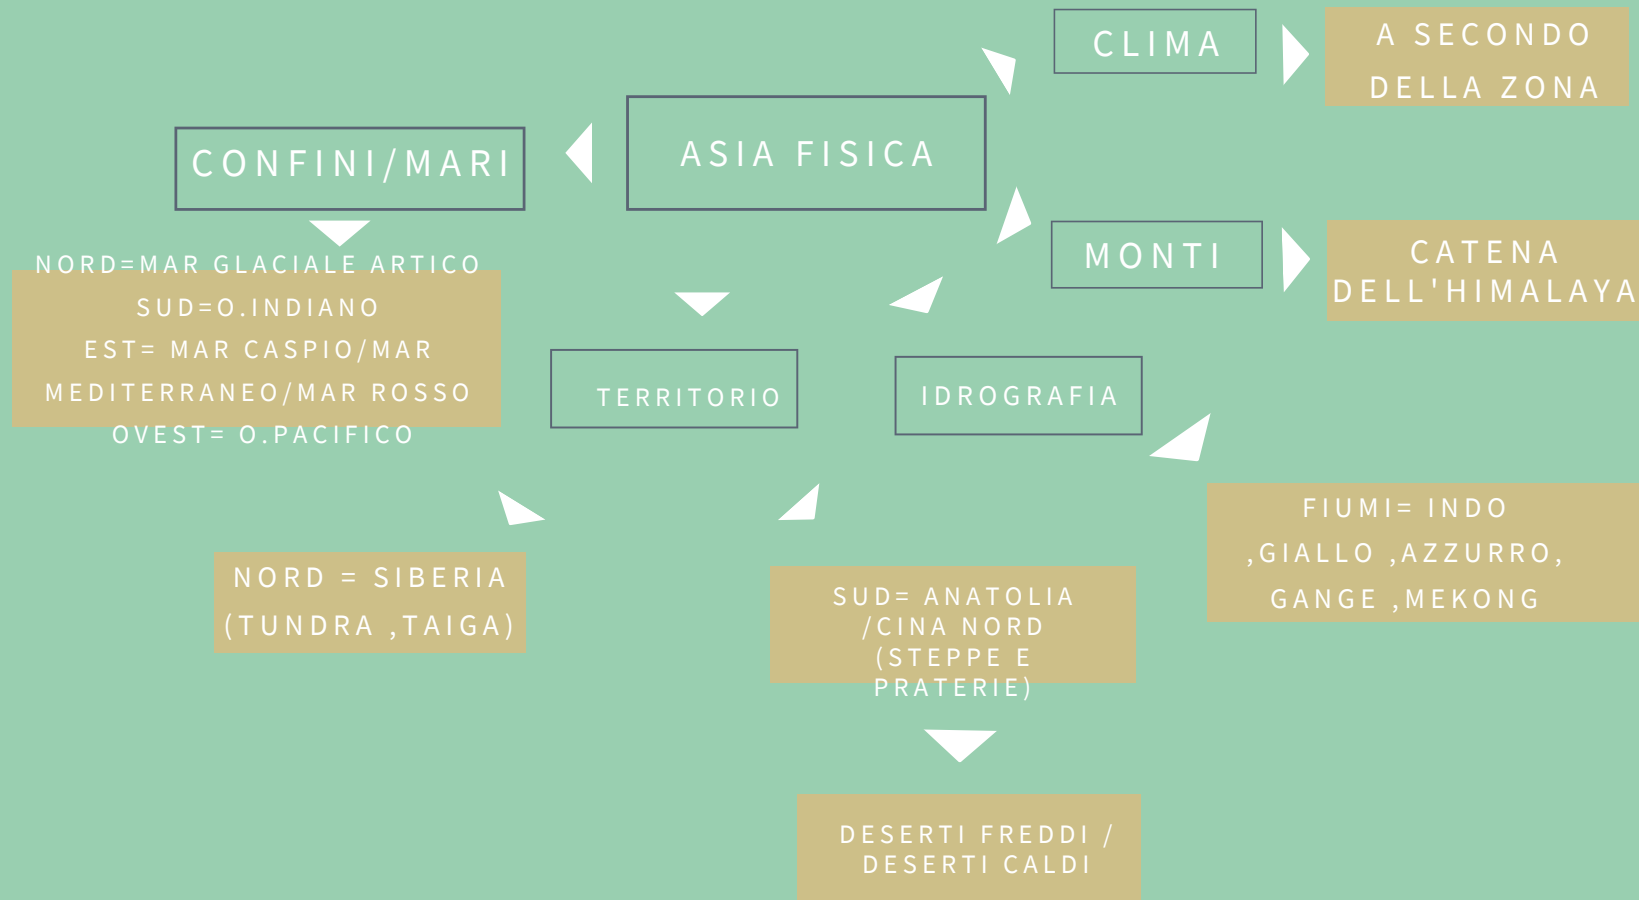 CLIMA
A SECONDO
DELLA ZONA
ASIA FISICA
CONFINI/MARI
MONTI
CATENA
DELL'HIMALAYA
NORD=MAR GLACIALE ARTICO
SUD=O.INDIANO
EST= MAR CASPIO/MAR
MEDITERRANEO/MAR ROSSO
OVEST= O.PACIFICO
TERRITORIO
IDROGRAFIA
FIUMI= INDO
,GIALLO ,AZZURRO,
GANGE ,MEKONG
NORD = SIBERIA
(TUNDRA ,TAIGA)
SUD= ANATOLIA
/CINA NORD
(STEPPE E
PRATERIE)
DESERTI FREDDI /
DESERTI CALDI